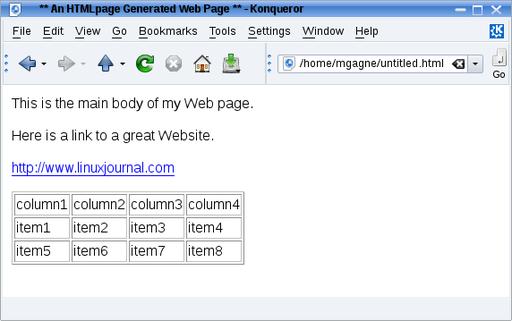 ** An HTMLpage Generated Web Page ** - Konqueror
File Edit View Go Bookmarks Tools Settings Window Help
/home/mgagne/untitled.html
Go
This is the main body of my Web page.
Here is a link to a great Website.
http://www.linuxjournal.com
column1 column2 column3 column4
item1 item2 item3 item4
item5 item6 item7 item8